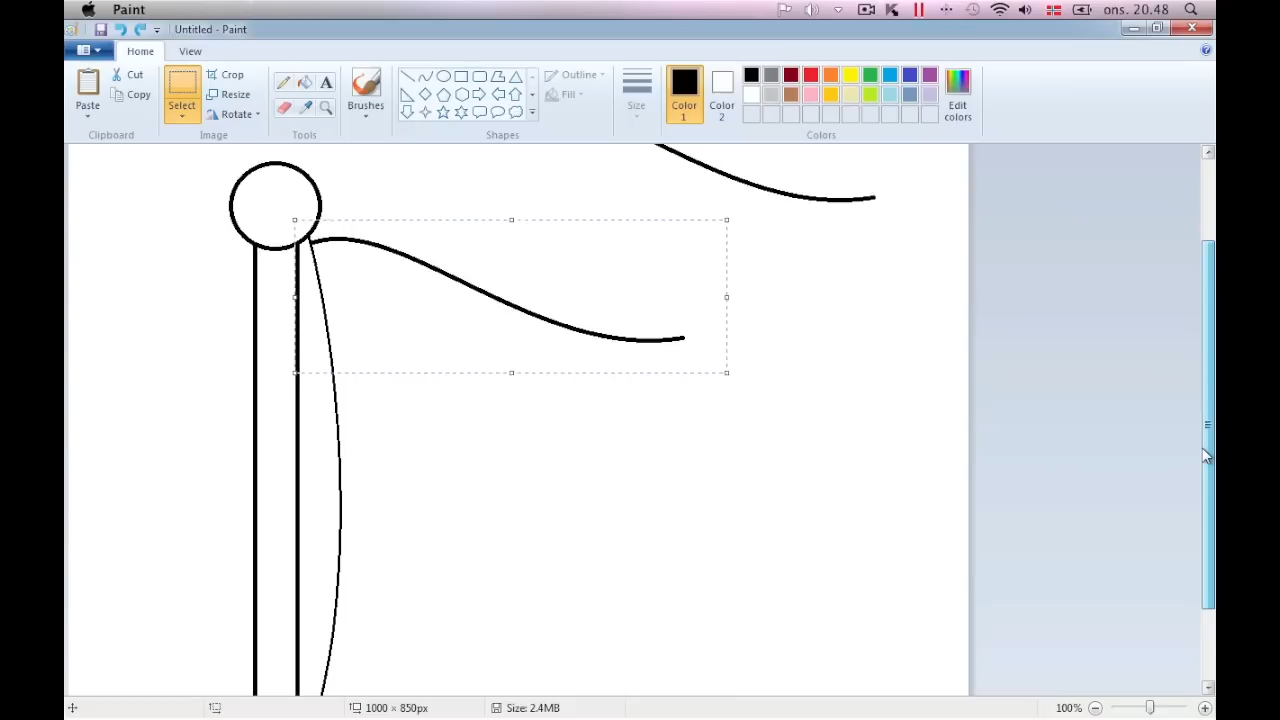 Paint
ons. 20.48
Untitled - Paint
Home
View
Paste
Cut
Copy
Clipboard
Select
Crop
Resize
Rotate
Image
A
Tools
Brushes
Shapes
Outline
Fill
Size
Color
1
Color
2
Edit
colors
Colors
1000 × 850px
Size: 2.4MB
100%